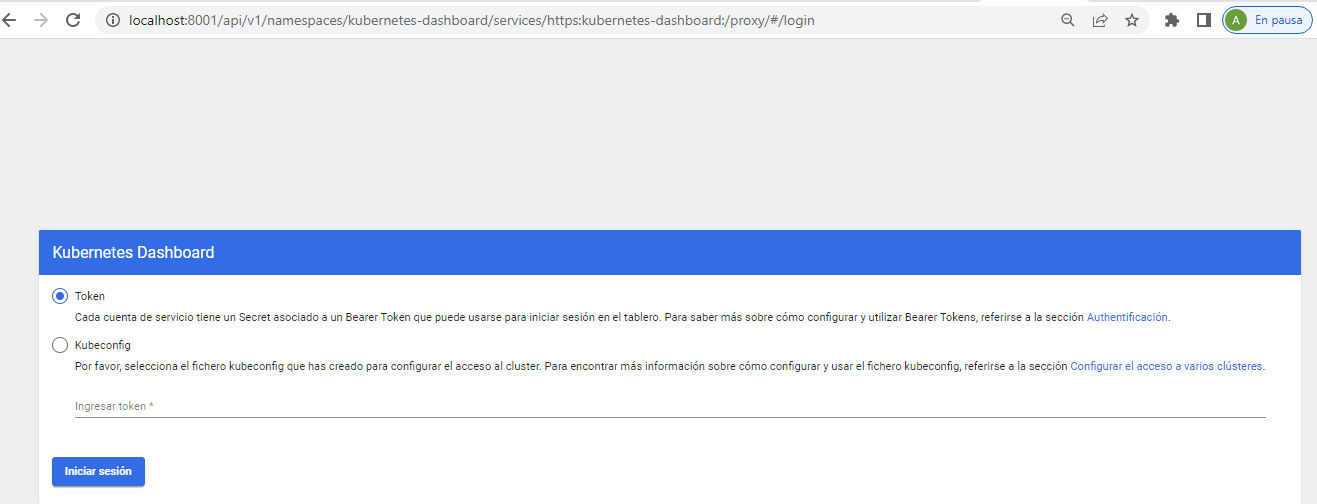 localhost:8001/api/v1/namespaces/kubernetes-dashboard/services/https:kubernetes-dashboard:/proxy/#/login
A En pausa
Kubernetes Dashboard
Token
Cada cuenta de servicio tiene un Secret asociado a un Bearer Token que puede usarse para iniciar sesión en el tablero. Para saber más sobre cómo configurar y utilizar Bearer Tokens, referirse a la sección Authentificación.
Kubeconfig
Por favor, selecciona el fichero kubeconfig que has creado para configurar el acceso al cluster. Para encontrar más información sobre cómo configurar y usar el fichero kubeconfig, referirse a la sección Configurar el acceso a varios clústeres.
Ingresar token *
Iniciar sesión